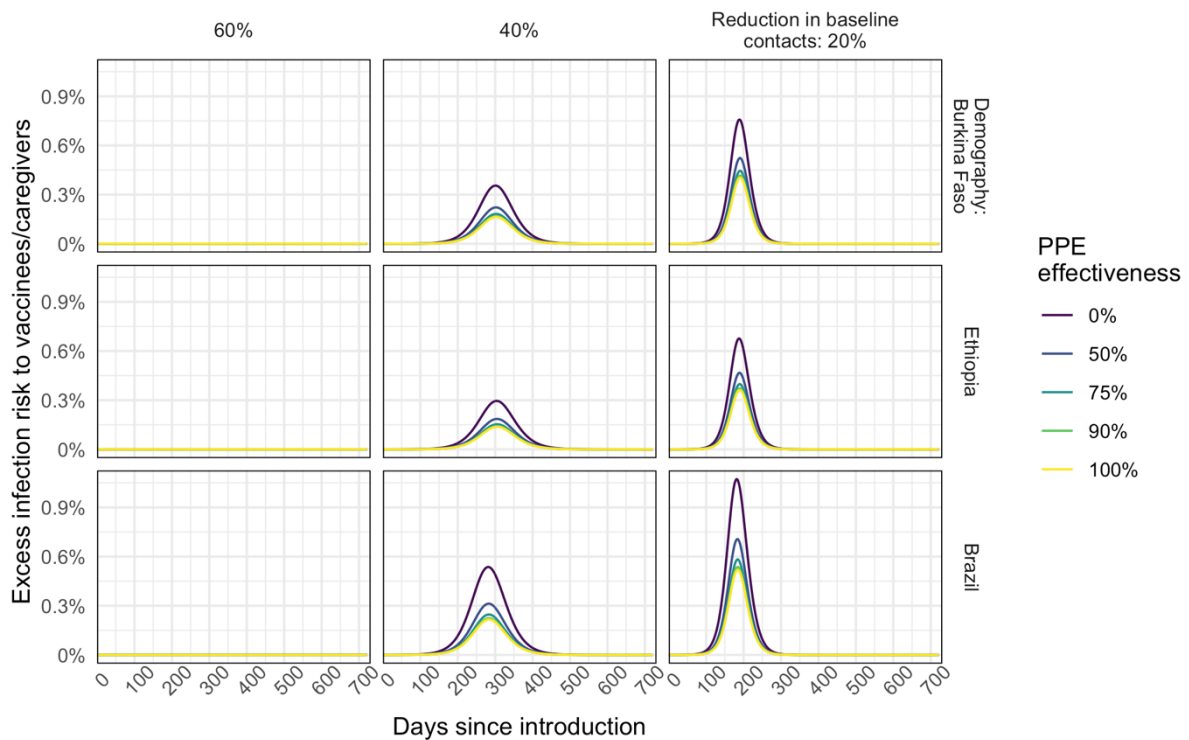 60%
40%
Reduction in baseline
contacts: 20%
Excess infection risk to vaccinees/caregivers
0.9%
0.6%
0.3%
0%
Demography:
Burkina Faso
0.9%
0.6%
0.3%
0%
Ethiopia
0.9%
0.6%
0.3%
0%
Brazil
0 100 200 300 400 500 600 700
0 100 200 300 400 500 600 700
0 100 200 300 400 500 600 700
Days since introduction
PPE
effectiveness
0%
50%
75%
90%
100%